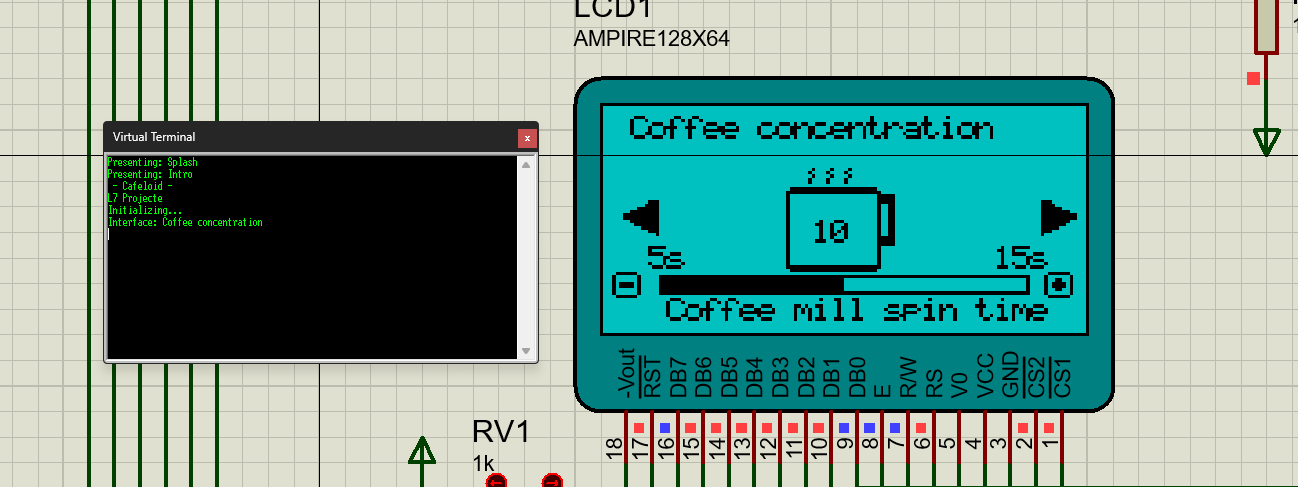 LCD1
AMPIRE128X64
Virtual Terminal
x
Presenting: Splash
Presenting: Intro
- Cafeloid -
L7 Projecte
Initializing...
Interface: Coffee concentration
Coffee concentration
10
5s
15s
Coffee mill spin time
-Vout
RST
DB7
DB6
DB5
DB4
DB3
DB2
DB1
DB0
E
R/W
RS
V0
VCC
GND
CS2
CS1
18
17
16
15
14
13
12
11
10
9
8
7
6
5
4
3
2
1
RV1
1k